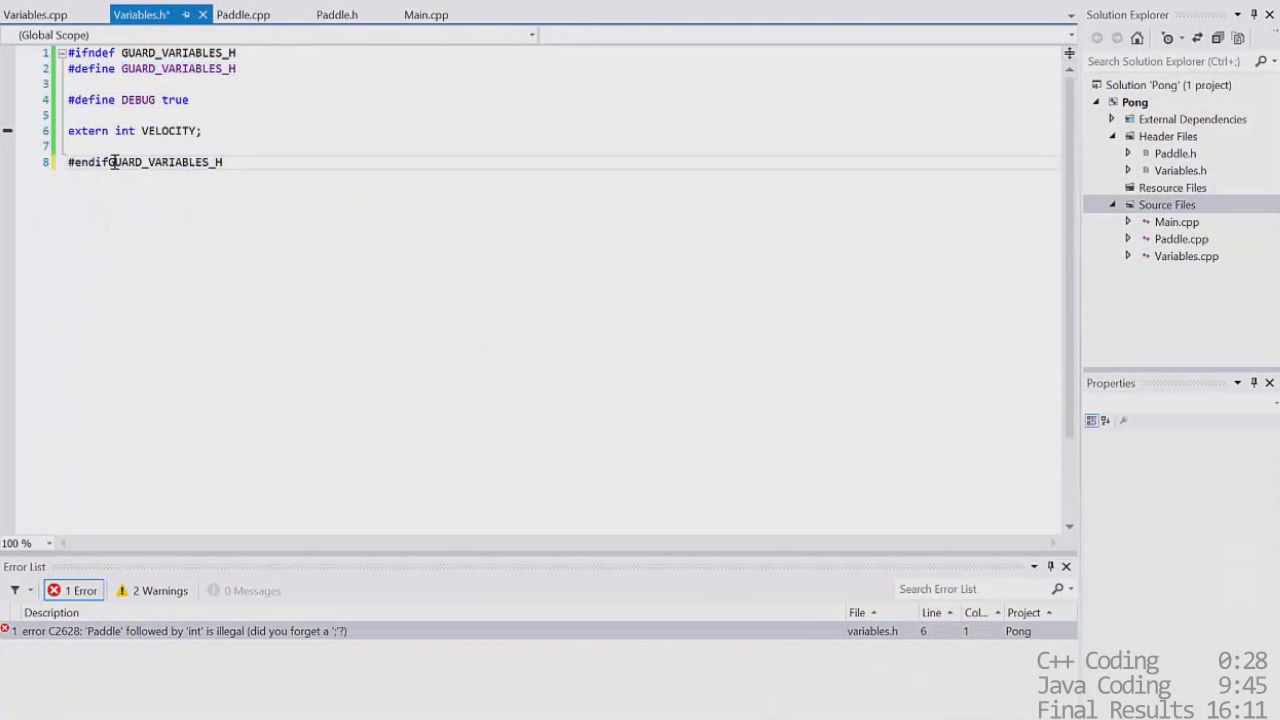 Variables.cpp
Variables.h*
Paddle.cpp
Paddle.h
Main.cpp
(Global Scope)
1 #ifndef GUARD_VARIABLES_H
2 #define GUARD_VARIABLES_H
3
4 #define DEBUG true
5
6 extern int VELOCITY;
7
8 #endifGUARD_VARIABLES_H
100 %
Solution Explorer
Search Solution Explorer (Ctrl+;)
Solution 'Pong' (1 project)
Pong
External Dependencies
Header Files
Paddle.h
Variables.h
Resource Files
Source Files
Main.cpp
Paddle.cpp
Variables.cpp
Properties
Error List
1 Error
2 Warnings
0 Messages
Search Error List
Description File Line Col... Project
1 error C2628: 'Paddle' followed by 'int' is illegal (did you forget a ';'?) variables.h 6 1 Pong
C++ Coding 0:28
Java Coding 9:45
Final Results 16:11